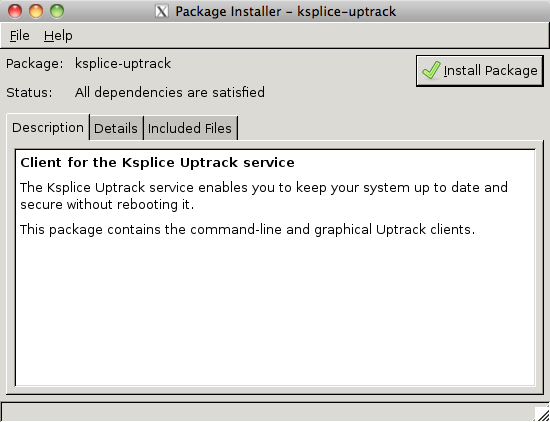 Package Installer – ksplice-uptrack
File Help
Package: ksplice-uptrack
Install Package
Status: All dependencies are satisfied
Description Details Included Files
Client for the Ksplice Uptrack service
The Ksplice Uptrack service enables you to keep your system up to date and
secure without rebooting it.
This package contains the command-line and graphical Uptrack clients.